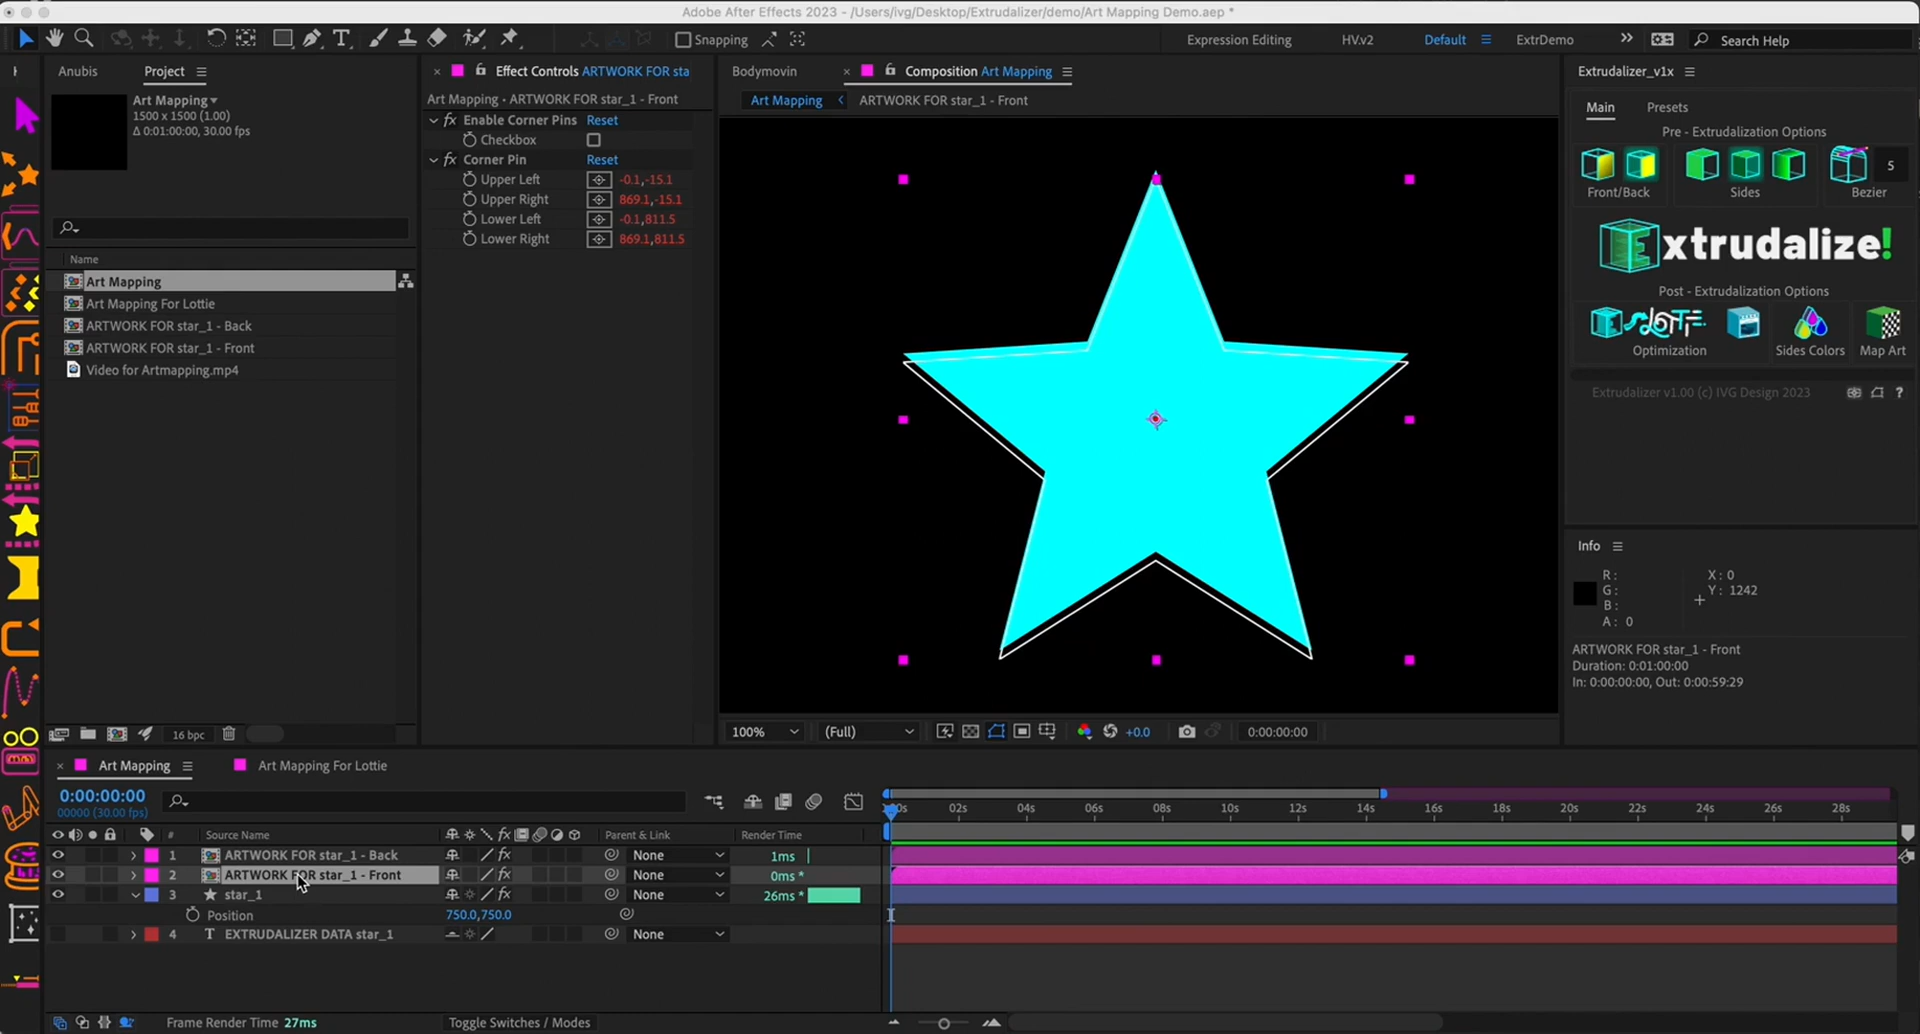 Adobe After Effects 2023 - /Users/ivg/Desktop/Extrudalizer/demo/Art Mapping Demo.aep *
Snapping
Expression Editing
HV.v2
Default
ExtrDemo
Search Help
Anubis
Project
Art Mapping
1500 x 1500 (1.00)
Δ 0:01:00:00, 30.00 fps
Name
Art Mapping
Art Mapping For Lottie
ARTWORK FOR star_1 - Back
ARTWORK FOR star_1 - Front
Video for Artmapping.mp4
16 bpc
Effect Controls ARTWORK FOR sta
Art Mapping • ARTWORK FOR star_1 - Front
fx Enable Corner Pins Reset
Checkbox
fx Corner Pin Reset
Upper Left -0.1,-15.1
Upper Right 869.1,-15.1
Lower Left -0.1,811.5
Lower Right 869.1,811.5
Bodymovin
Composition Art Mapping
Art Mapping
ARTWORK FOR star_1 - Front
100%
(Full)
+0.0
0:00:00:00
Extrudalizer_v1x
Main
Presets
Pre - Extrudalization Options
5
Front/Back
Sides
Bezier
Extrudalize!
Post - Extrudalization Options
Optimization
Sides Colors
Map Art
Extrudalizer v1.00 (c) IVG Design 2023
?
Info
R :
G :
B :
A : 0
X : 0
Y : 1242
ARTWORK FOR star_1 - Front
Duration: 0:01:00:00
In: 0:00:00:00, Out: 0:00:59:29
Art Mapping
Art Mapping For Lottie
0:00:00:00
00000 (30.00 fps)
# Source Name fx Parent & Link Render Time
02s 04s 06s 08s 10s 12s 14s 16s 18s 20s 22s 24s 26s 28s
1 ARTWORK FOR star_1 - Back fx None 1ms
2 ARTWORK FOR star_1 - Front fx None 0ms *
3 star_1 fx None 26ms *
Position 750.0,750.0
4 T EXTRUDALIZER DATA star_1 None
Frame Render Time 27ms
Toggle Switches / Modes